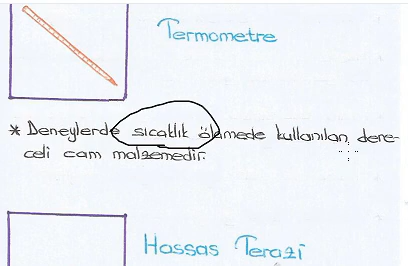 Termometre
* Deneylerde sıcaklık ölçmede kullanılan dere-
celi cam malzemedir.
Hassas Terazi